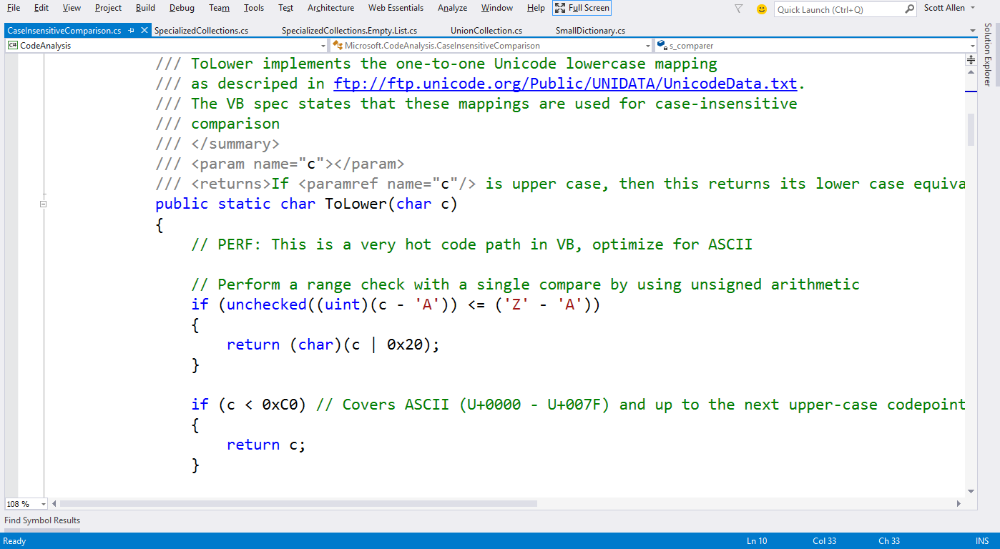 File Edit View Project Build Debug Team Tools Test Architecture Web Essentials Analyze Window Help Full Screen Quick Launch (Ctrl+Q) Scott Allen
CaseInsensitiveComparison.cs SpecializedCollections.cs SpecializedCollections.Empty.List.cs UnionCollection.cs SmallDictionary.cs
C# CodeAnalysis Microsoft.CodeAnalysis.CaseInsensitiveComparison s_comparer
Solution Explorer
/// ToLower implements the one-to-one Unicode lowercase mapping
/// as descriped in ftp://ftp.unicode.org/Public/UNIDATA/UnicodeData.txt.
/// The VB spec states that these mappings are used for case-insensitive
/// comparison
/// </summary>
/// <param name="c"></param>
/// <returns>If <paramref name="c"/> is upper case, then this returns its lower case equiva
public static char ToLower(char c)
{
// PERF: This is a very hot code path in VB, optimize for ASCII
// Perform a range check with a single compare by using unsigned arithmetic
if (unchecked((uint)(c - 'A')) <= ('Z' - 'A'))
{
return (char)(c | 0x20);
}
if (c < 0xC0) // Covers ASCII (U+0000 - U+007F) and up to the next upper-case codepoint
{
return c;
}
108 %
Find Symbol Results
Ready Ln 10 Col 33 Ch 33 INS